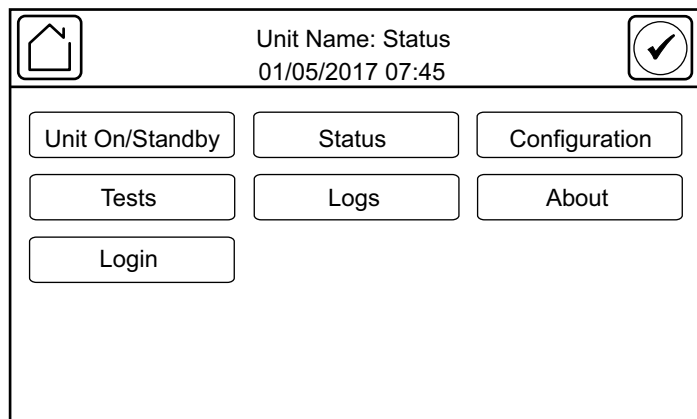 Unit Name: Status
01/05/2017 07:45
Unit On/Standby
Status
Configuration
Tests
Logs
About
Login